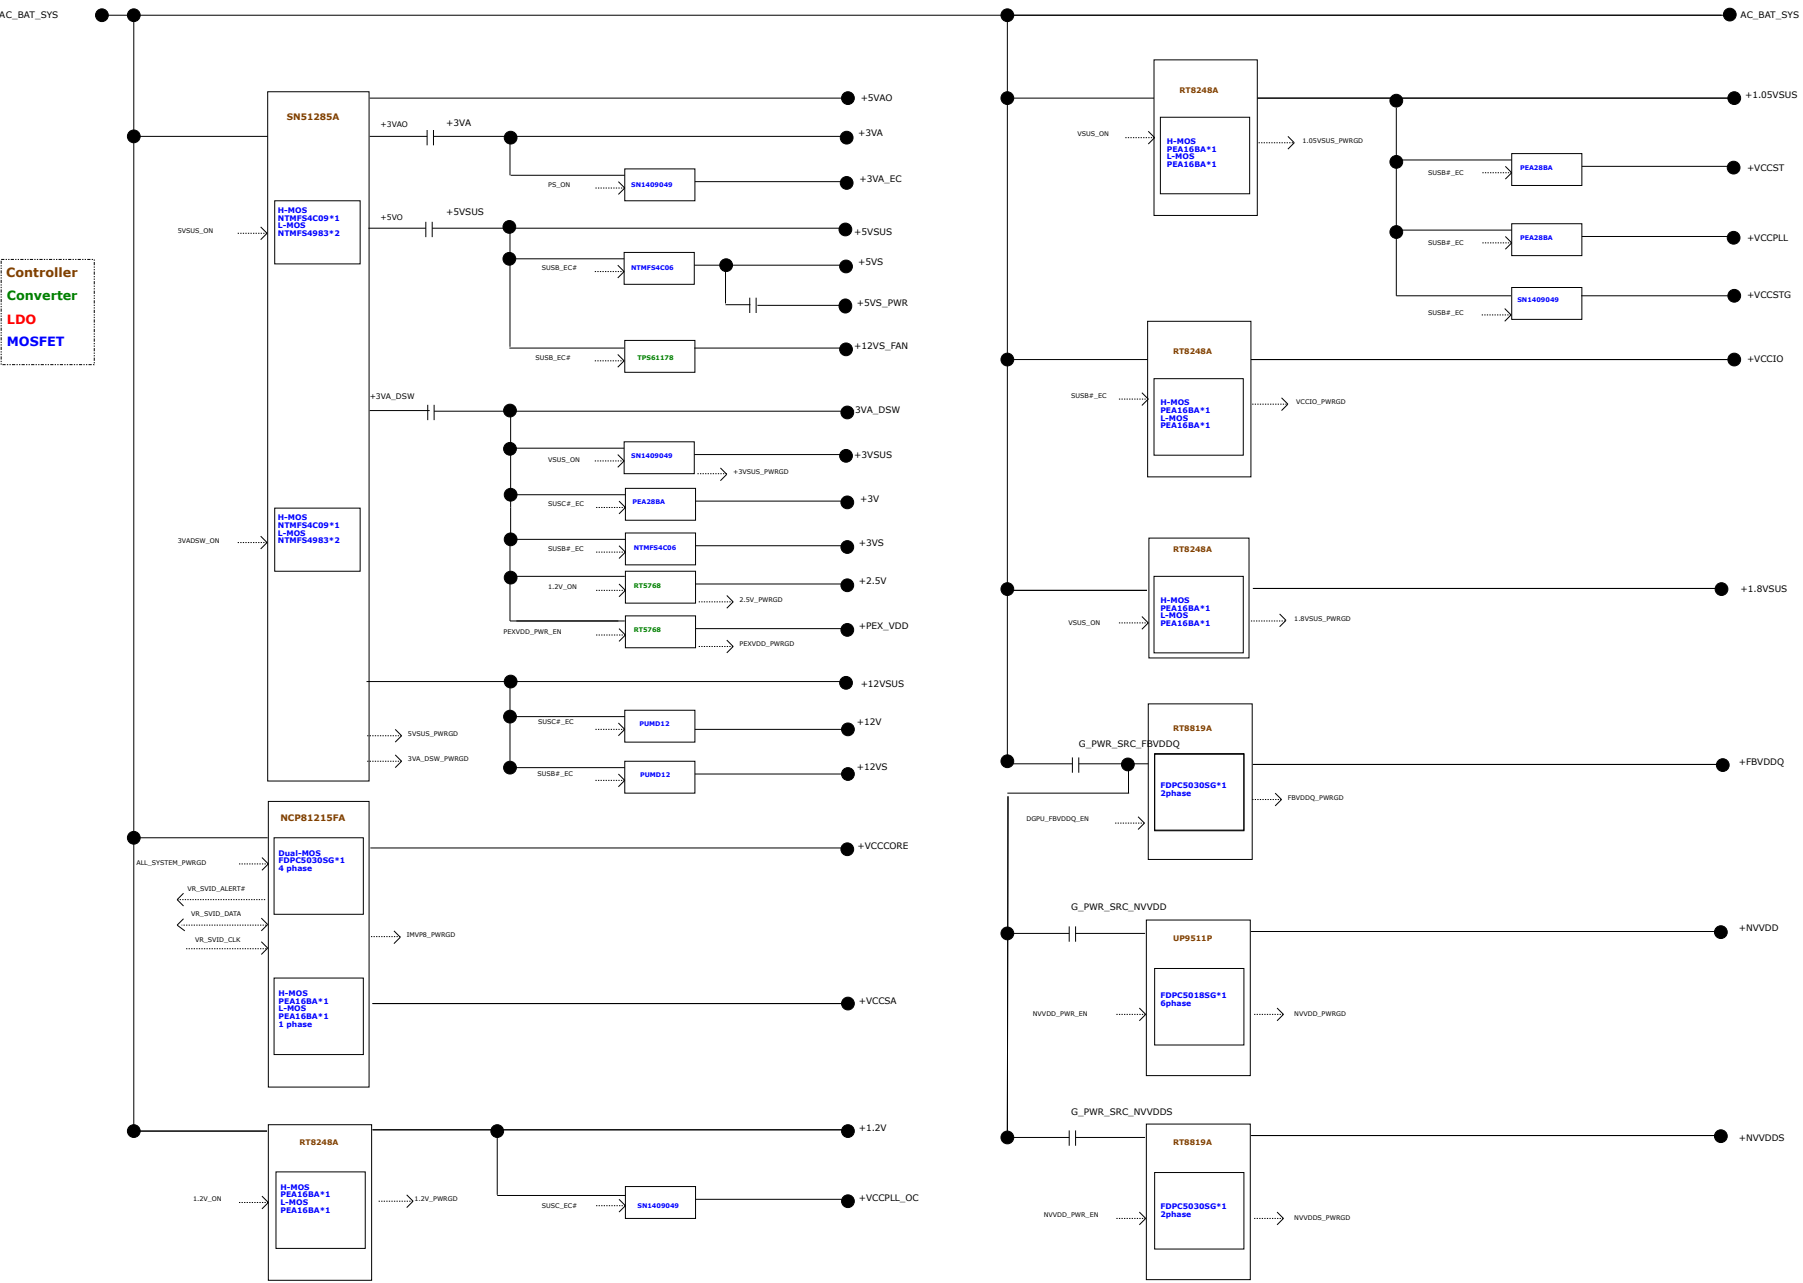 AC_BAT_SYS
AC_BAT_SYS
Controller
Converter
LDO
MOSFET
SN51285A
+5VAO
+3VAO
+3VA
+3VA
PS_ON
SN1409049
+3VA_EC
5VSUS_ON
H-MOS
NTMFS4C09*1
L-MOS
NTMFS4983*2
+5VO
+5VSUS
+5VSUS
SUSB_EC#
NTMFS4C06
+5VS
+5VS_PWR
SUSB_EC#
TPS61178
+12VS_FAN
+3VA_DSW
3VA_DSW
VSUS_ON
SN1409049
+3VSUS
+3VSUS_PWRGD
SUSC#_EC
PEA28BA
+3V
3VADSW_ON
H-MOS
NTMFS4C09*1
L-MOS
NTMFS4983*2
SUSB#_EC
NTMFS4C06
+3VS
1.2V_ON
RT5768
+2.5V
2.5V_PWRGD
PEXVDD_PWR_EN
RT5768
+PEX_VDD
PEXVDD_PWRGD
+12VSUS
SUSC#_EC
PUMD12
+12V
5VSUS_PWRGD
3VA_DSW_PWRGD
SUSB#_EC
PUMD12
+12VS
NCP81215FA
Dual-MOS
FDPC5030SG*1
4 phase
+VCCCORE
ALL_SYSTEM_PWRGD
VR_SVID_ALERT#
VR_SVID_DATA
VR_SVID_CLK
IMVP8_PWRGD
H-MOS
PEA16BA*1
L-MOS
PEA16BA*1
1 phase
+VCCSA
RT8248A
+1.2V
1.2V_ON
H-MOS
PEA16BA*1
L-MOS
PEA16BA*1
1.2V_PWRGD
SUSC_EC#
SN1409049
+VCCPLL_OC
RT8248A
+1.05VSUS
VSUS_ON
H-MOS
PEA16BA*1
L-MOS
PEA16BA*1
1.05VSUS_PWRGD
SUSB#_EC
PEA28BA
+VCCST
SUSB#_EC
PEA28BA
+VCCPLL
SUSB#_EC
SN1409049
+VCCSTG
RT8248A
+VCCIO
SUSB#_EC
H-MOS
PEA16BA*1
L-MOS
PEA16BA*1
VCCIO_PWRGD
RT8248A
+1.8VSUS
VSUS_ON
H-MOS
PEA16BA*1
L-MOS
PEA16BA*1
1.8VSUS_PWRGD
RT8819A
G_PWR_SRC_FBVDDQ
+FBVDDQ
FDPC5030SG*1
2phase
FBVDDQ_PWRGD
DGPU_FBVDDQ_EN
G_PWR_SRC_NVVDD
UP9511P
+NVVDD
FDPC5018SG*1
6phase
NVVDD_PWR_EN
NVVDD_PWRGD
G_PWR_SRC_NVVDDS
RT8819A
+NVVDDS
FDPC5030SG*1
2phase
NVVDD_PWR_EN
NVVDDS_PWRGD